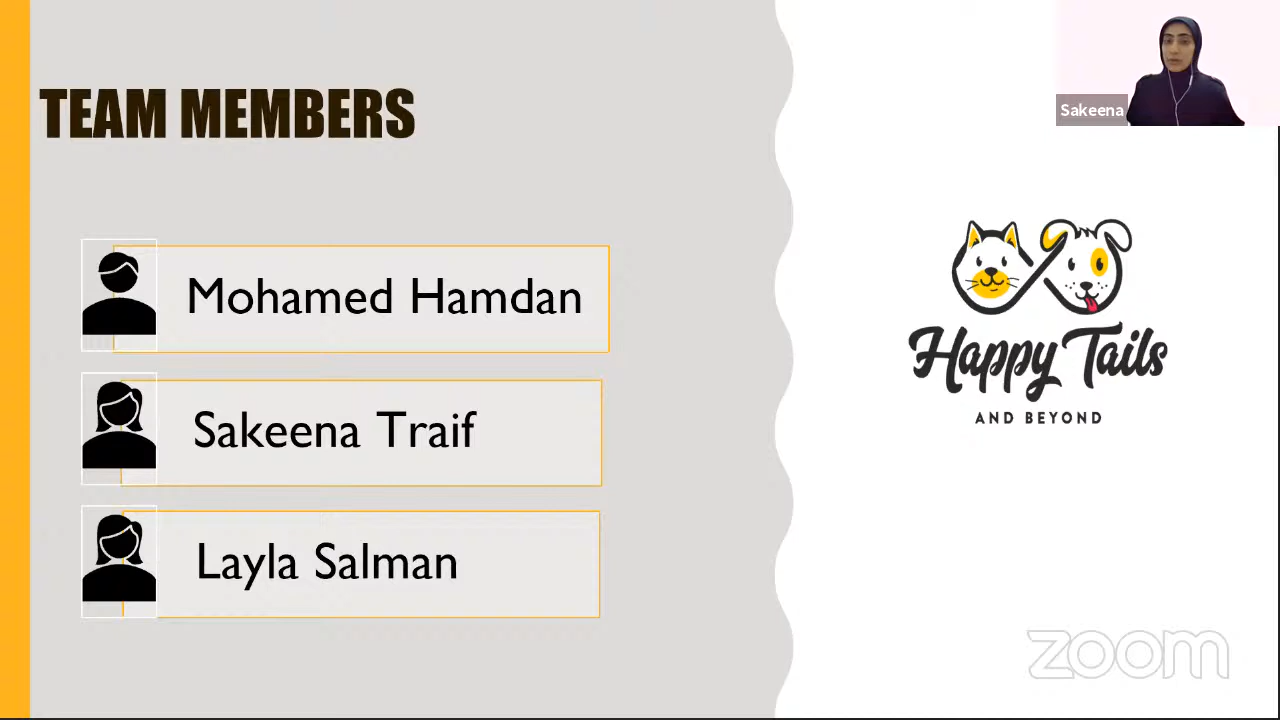 TEAM MEMBERS
Sakeena
Mohamed Hamdan
Sakeena Traif
Layla Salman
Happy Tails
AND BEYOND
zoom